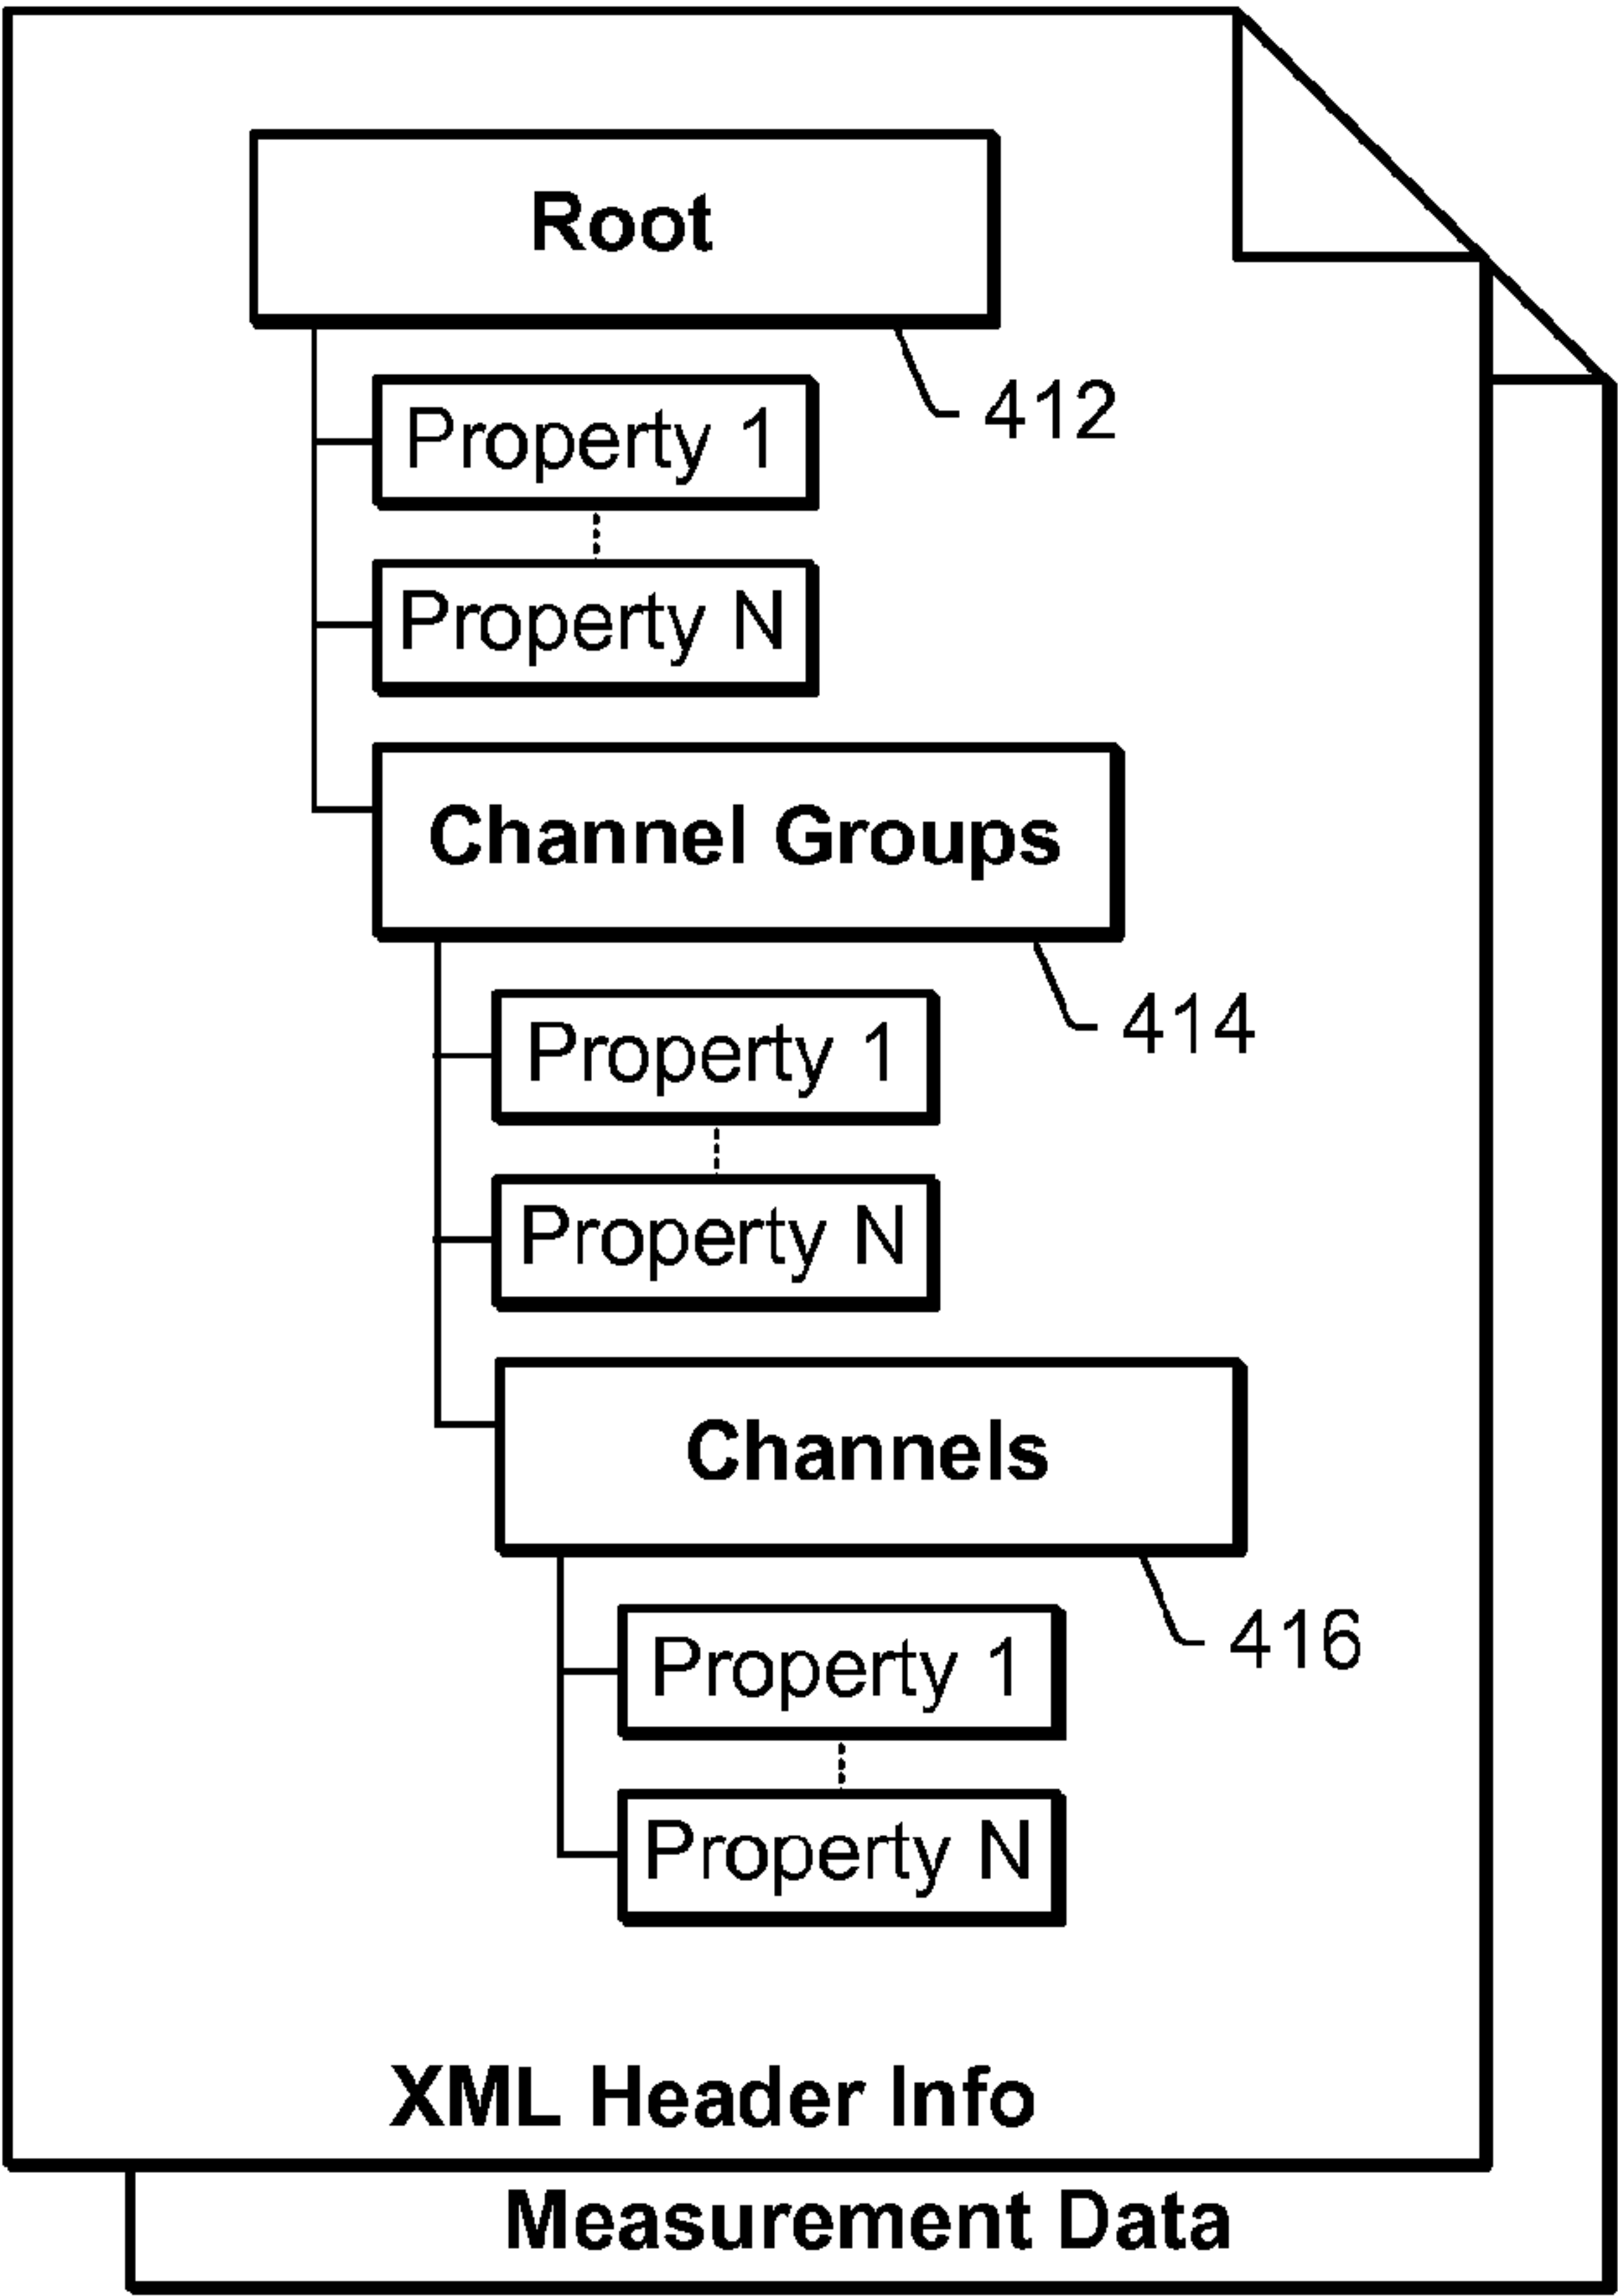 Root
412
Property 1
Property N
Channel Groups
414
Property 1
Property N
Channels
416
Property 1
Property N
XML Header Info
Measurement Data